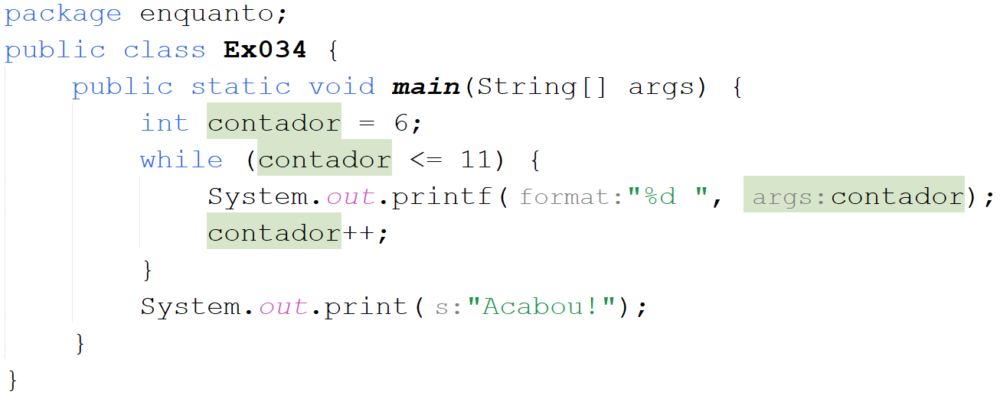 package enquanto;
public class Ex034 {
    public static void main(String[] args) {
        int contador = 6;
        while (contador <= 11) {
            System.out.printf( format:"%d ", args:contador);
            contador++;
        }
        System.out.print( s:"Acabou!");
    }
}